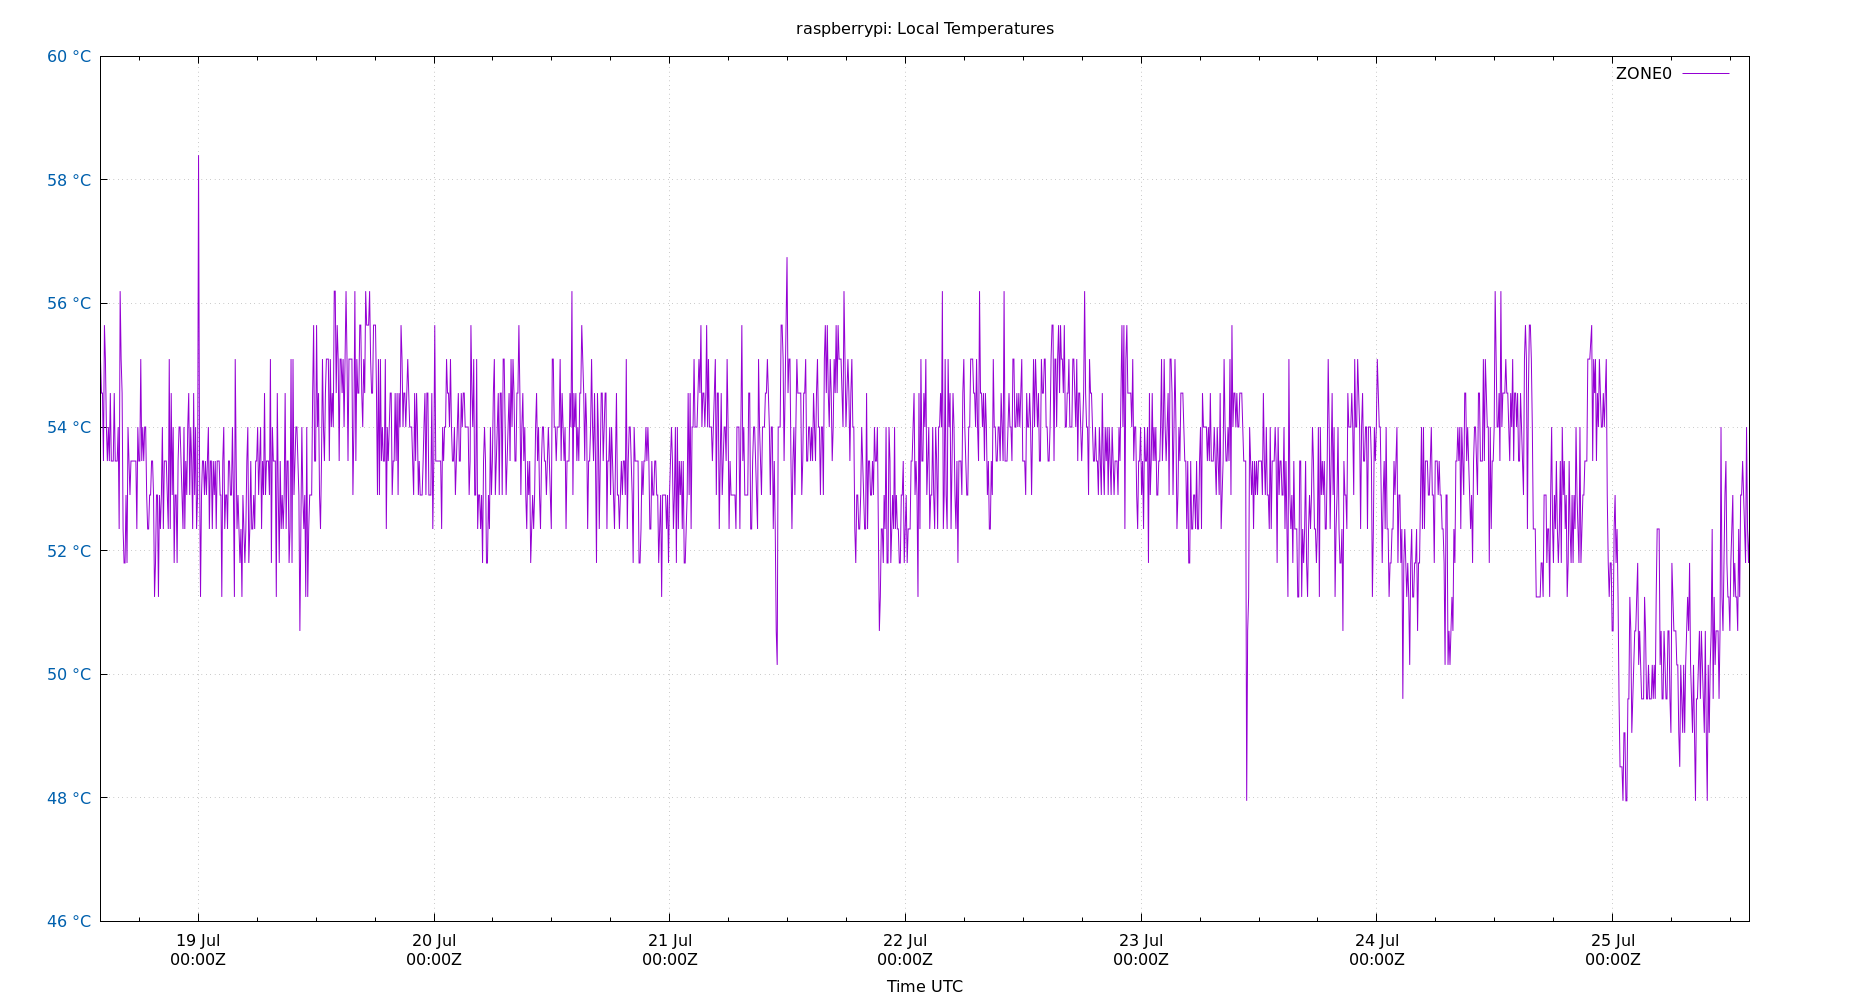 raspberrypi: Local Temperatures
60 °C
ZONE0
58 °C
56 °C
54 °C
52 °C
50 °C
48 °C
46 °C
19 Jul 20 Jul 21 Jul 22 Jul 23 Jul 24 Jul 25 Jul
00:00Z 00:00Z 00:00Z 00:00Z 00:00Z 00:00Z 00:00Z
Time UTC